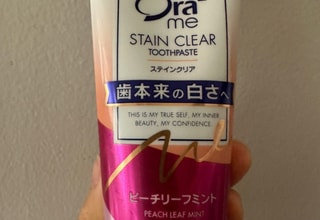 Ora2
me
STAIN CLEAR
TOOTHPASTE
ステインクリア
歯本来の白さへ
THIS IS MY TRUE SELF, MY INNER
BEAUTY, MY CONFIDENCE.
ピーチリーフミント
PEACH LEAF MINT